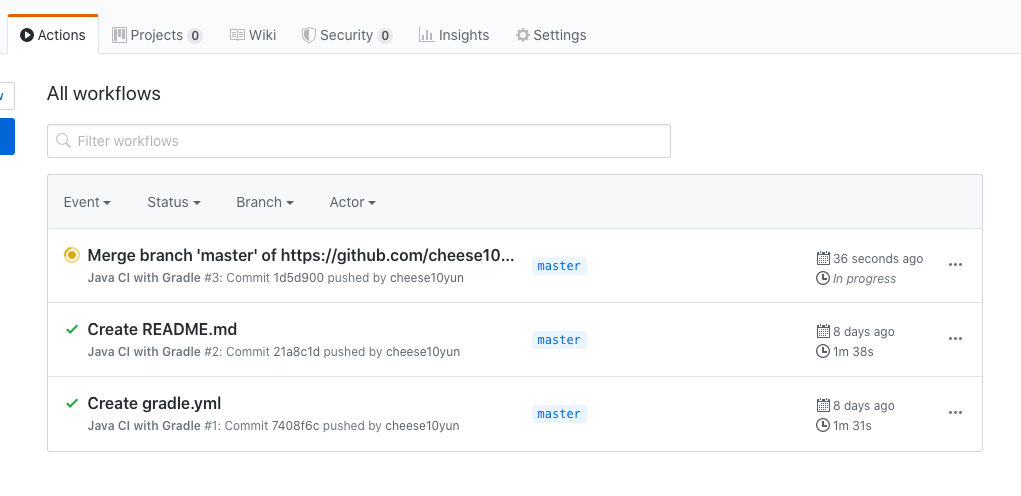 Actions Projects 0 Wiki Security 0 Insights Settings
All workflows
Filter workflows
Event Status Branch Actor
Merge branch 'master' of https://github.com/cheese10...
Java CI with Gradle #3: Commit 1d5d900 pushed by cheese10yun
master
36 seconds ago
In progress
Create README.md
Java CI with Gradle #2: Commit 21a8c1d pushed by cheese10yun
master
8 days ago
1m 38s
Create gradle.yml
Java CI with Gradle #1: Commit 7408f6c pushed by cheese10yun
master
8 days ago
1m 31s